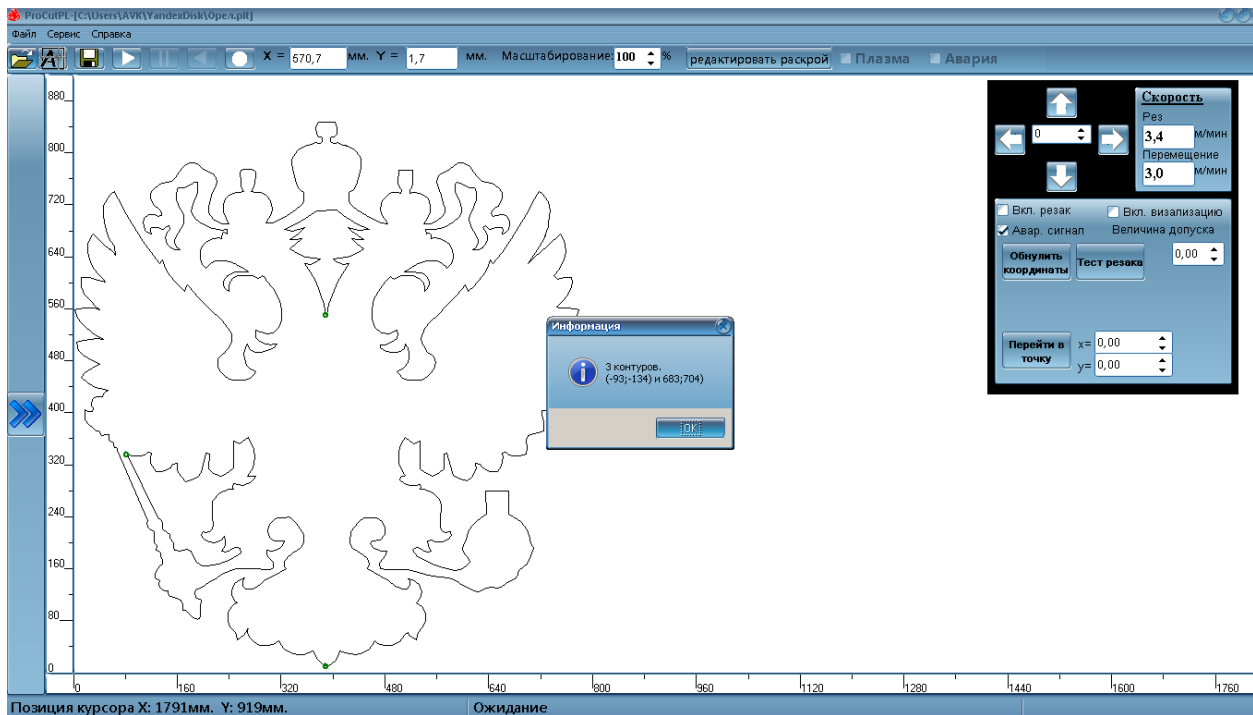 ProCutPL-[C:\Users\AVK\YandexDisk\Орел.plt]
Файл Сервис Справка
X = 570,7 мм. Y = 1,7 мм. Масштабирование: 100 % редактировать раскрой Плазма Авария
880
800
720
640
560
480
400
320
240
160
80
0
0 160 320 480 640 800 960 1120 1280 1440 1600 1760
Информация
3 контуров.
(-93;-134) и 683;704)
OK
0
Скорость
Рез
3,4 м/мин
Перемещение
3,0 м/мин
Вкл. резак Вкл. визализацию
Авар. сигнал Величина допуска
Обнулить координаты Тест резака 0,00
Перейти в точку x= 0,00
y= 0,00
Позиция курсора X: 1791мм. Y: 919мм. Ожидание